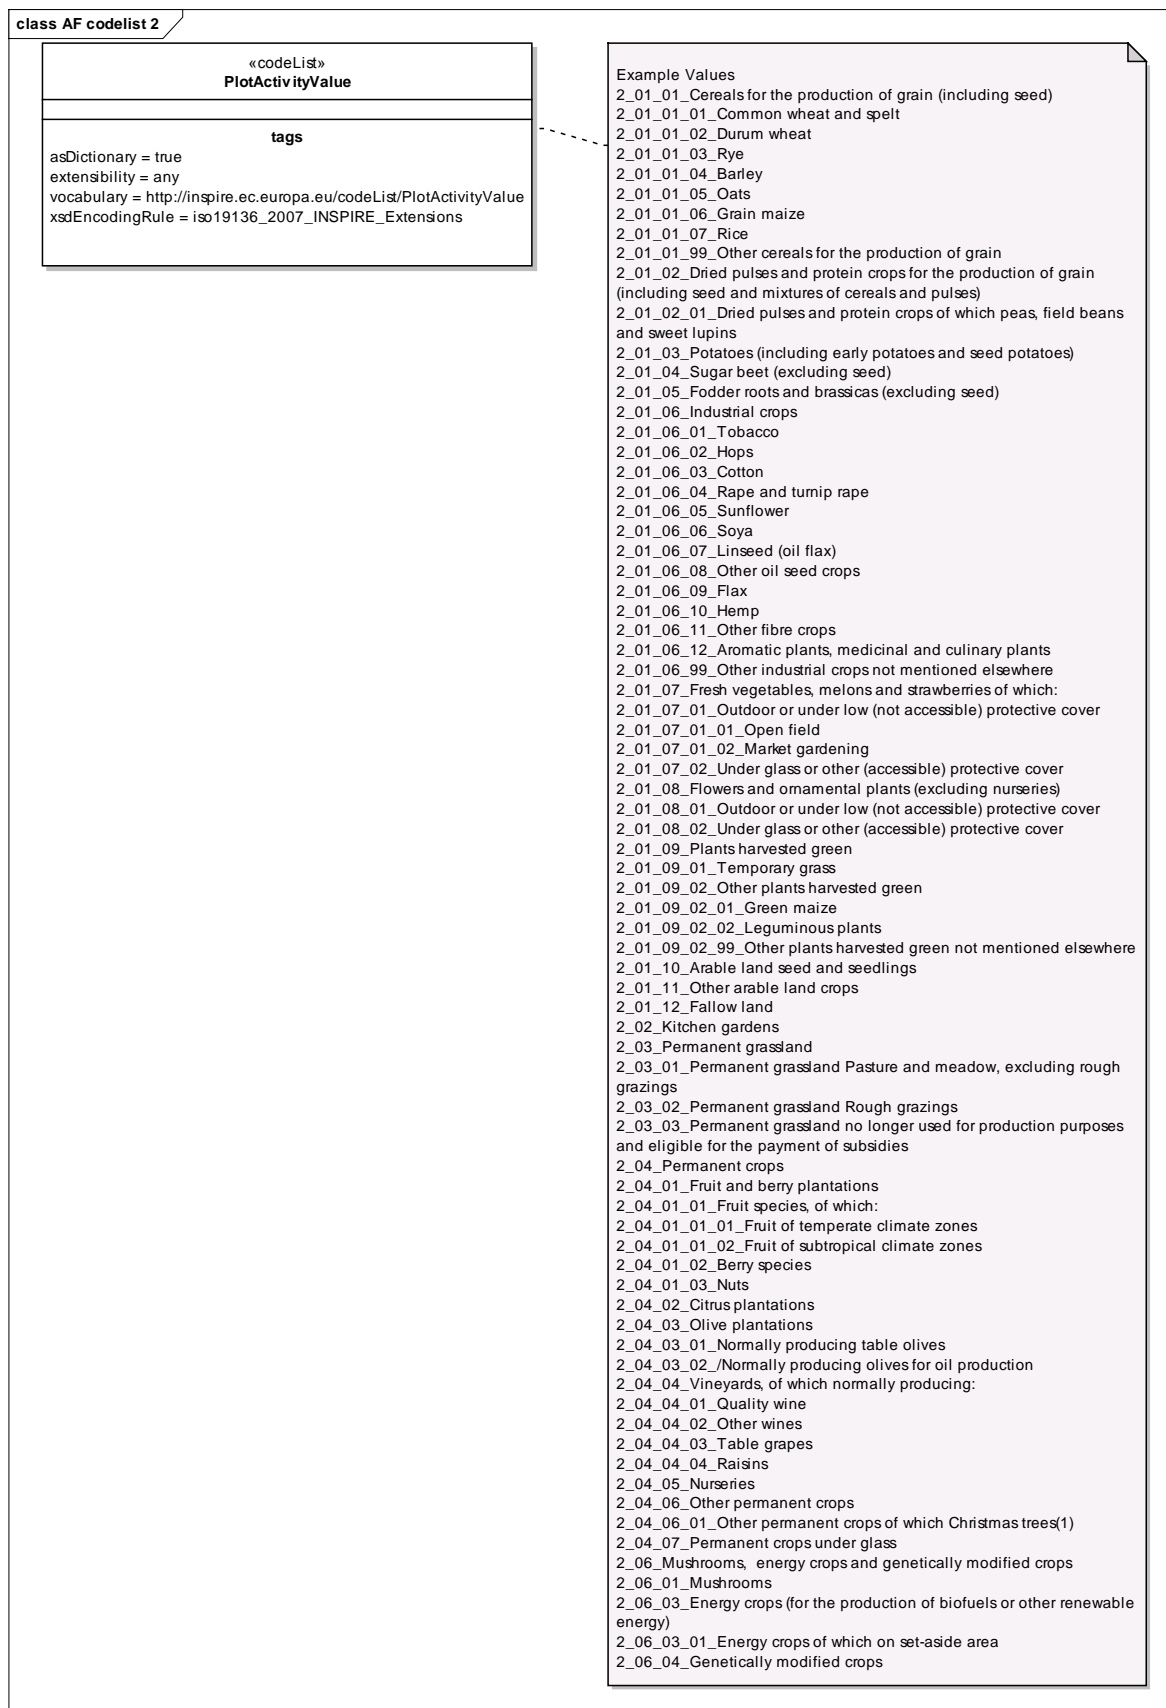 class AF codelist 2
«codeList»
PlotActivityValue
tags
asDictionary = true
extensibility = any
vocabulary = http://inspire.ec.europa.eu/codeList/PlotActivityValue
xsdEncodingRule = iso19136_2007_INSPIRE_Extensions
Example Values
2_01_01_Cereals for the production of grain (including seed)
2_01_01_01_Common wheat and spelt
2_01_01_02_Durum wheat
2_01_01_03_Rye
2_01_01_04_Barley
2_01_01_05_Oats
2_01_01_06_Grain maize
2_01_01_07_Rice
2_01_01_99_Other cereals for the production of grain
2_01_02_Dried pulses and protein crops for the production of grain
(including seed and mixtures of cereals and pulses)
2_01_02_01_Dried pulses and protein crops of which peas, field beans
and sweet lupins
2_01_03_Potatoes (including early potatoes and seed potatoes)
2_01_04_Sugar beet (excluding seed)
2_01_05_Fodder roots and brassicas (excluding seed)
2_01_06_Industrial crops
2_01_06_01_Tobacco
2_01_06_02_Hops
2_01_06_03_Cotton
2_01_06_04_Rape and turnip rape
2_01_06_05_Sunflower
2_01_06_06_Soya
2_01_06_07_Linseed (oil flax)
2_01_06_08_Other oil seed crops
2_01_06_09_Flax
2_01_06_10_Hemp
2_01_06_11_Other fibre crops
2_01_06_12_Aromatic plants, medicinal and culinary plants
2_01_06_99_Other industrial crops not mentioned elsewhere
2_01_07_Fresh vegetables, melons and strawberries of which:
2_01_07_01_Outdoor or under low (not accessible) protective cover
2_01_07_01_01_Open field
2_01_07_01_02_Market gardening
2_01_07_02_Under glass or other (accessible) protective cover
2_01_08_Flowers and ornamental plants (excluding nurseries)
2_01_08_01_Outdoor or under low (not accessible) protective cover
2_01_08_02_Under glass or other (accessible) protective cover
2_01_09_Plants harvested green
2_01_09_01_Temporary grass
2_01_09_02_Other plants harvested green
2_01_09_02_01_Green maize
2_01_09_02_02_Leguminous plants
2_01_09_02_99_Other plants harvested green not mentioned elsewhere
2_01_10_Arable land seed and seedlings
2_01_11_Other arable land crops
2_01_12_Fallow land
2_02_Kitchen gardens
2_03_Permanent grassland
2_03_01_Permanent grassland Pasture and meadow, excluding rough
grazings
2_03_02_Permanent grassland Rough grazings
2_03_03_Permanent grassland no longer used for production purposes
and eligible for the payment of subsidies
2_04_Permanent crops
2_04_01_Fruit and berry plantations
2_04_01_01_Fruit species, of which:
2_04_01_01_01_Fruit of temperate climate zones
2_04_01_01_02_Fruit of subtropical climate zones
2_04_01_02_Berry species
2_04_01_03_Nuts
2_04_02_Citrus plantations
2_04_03_Olive plantations
2_04_03_01_Normally producing table olives
2_04_03_02_/Normally producing olives for oil production
2_04_04_Vineyards, of which normally producing:
2_04_04_01_Quality wine
2_04_04_02_Other wines
2_04_04_03_Table grapes
2_04_04_04_Raisins
2_04_05_Nurseries
2_04_06_Other permanent crops
2_04_06_01_Other permanent crops of which Christmas trees(1)
2_04_07_Permanent crops under glass
2_06_Mushrooms, energy crops and genetically modified crops
2_06_01_Mushrooms
2_06_03_Energy crops (for the production of biofuels or other renewable
energy)
2_06_03_01_Energy crops of which on set-aside area
2_06_04_Genetically modified crops